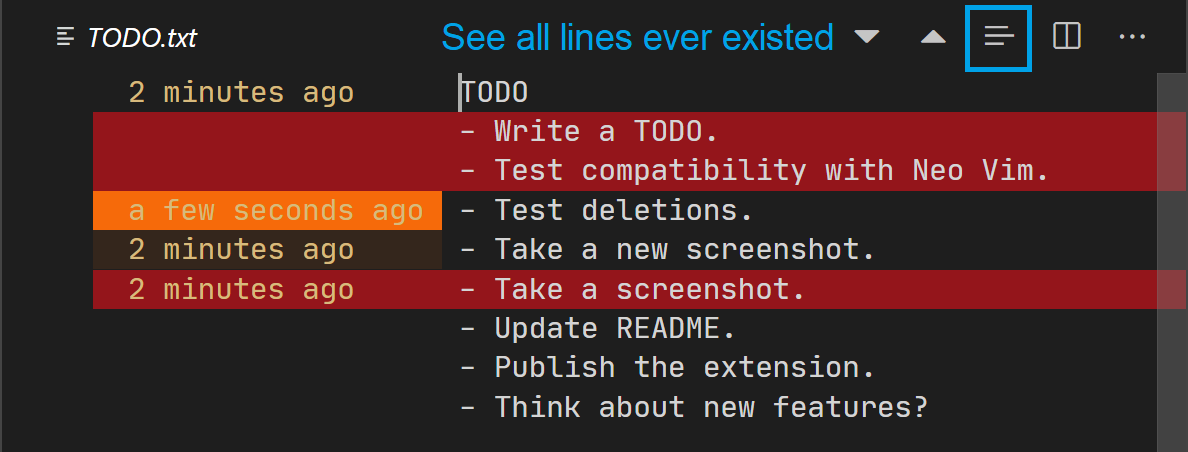 TODO.txt See all lines ever existed
2 minutes ago TODO
- Write a TODO.
- Test compatibility with Neo Vim.
a few seconds ago - Test deletions.
2 minutes ago - Take a new screenshot.
2 minutes ago - Take a screenshot.
- Update README.
- Publish the extension.
- Think about new features?